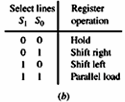 Select lines Register
S1 S0 operation
0 0 Hold
0 1 Shift right
1 0 Shift left
1 1 Parallel load
(b)